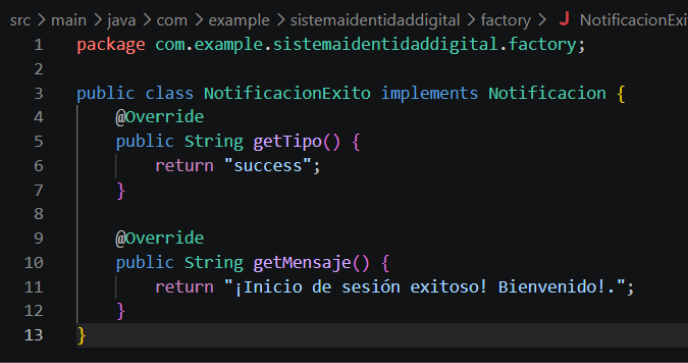 src > main > java > com > example > sistemaidentidaddigital > factory > J NotificacionExi
1 package com.example.sistemaidentidaddigital.factory;
2
3 public class NotificacionExito implements Notificacion {
4     @Override
5     public String getTipo() {
6         return "success";
7     }
8
9     @Override
10     public String getMensaje() {
11         return "¡Inicio de sesión exitoso! Bienvenido!.";
12     }
13 }